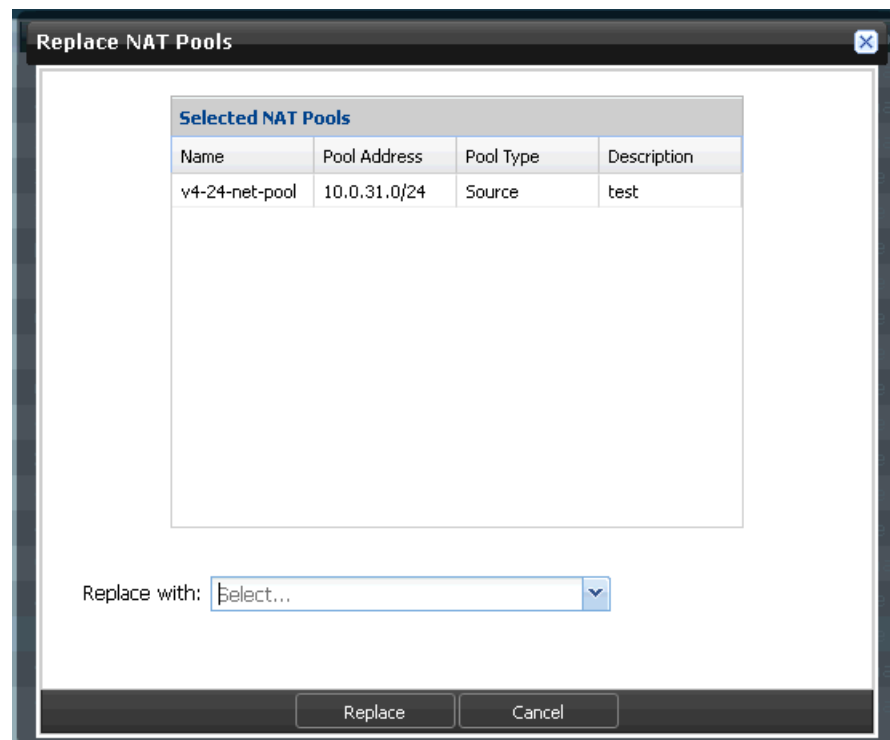 Replace NAT Pools
Selected NAT Pools
Name Pool Address Pool Type Description
v4-24-net-pool 10.0.31.0/24 Source test
Replace with: Select...
Replace Cancel